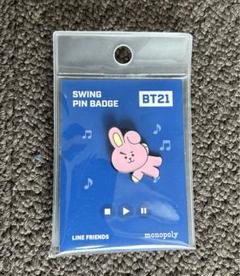 SWING
PIN BADGE
BT21
LINE FRIENDS
monopoly